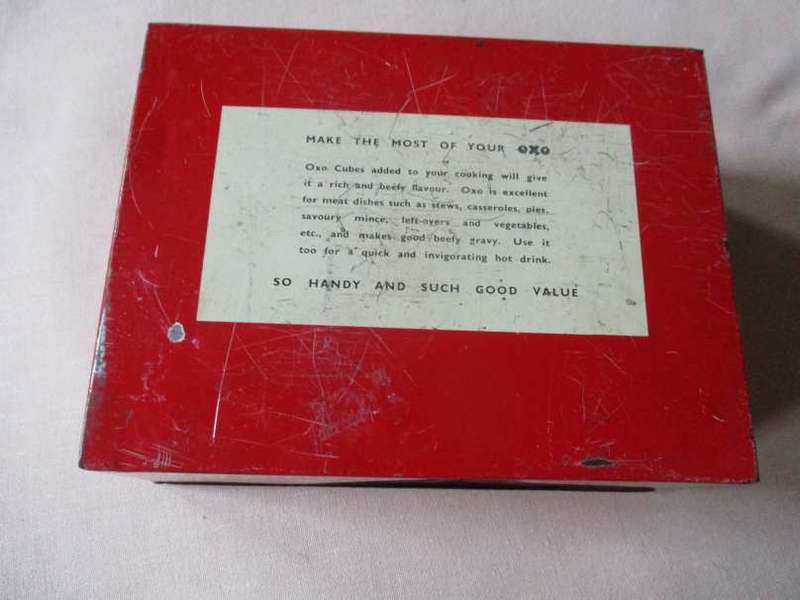 MAKE THE MOST OF YOUR OXO
Oxo Cubes added to your cooking will give
it a rich and beefy flavour. Oxo is excellent
for meat dishes such as stews, casseroles, pies,
savoury mince, left-overs and vegetables,
etc., and makes good beefy gravy. Use it
too for a quick and invigorating hot drink.
SO HANDY AND SUCH GOOD VALUE